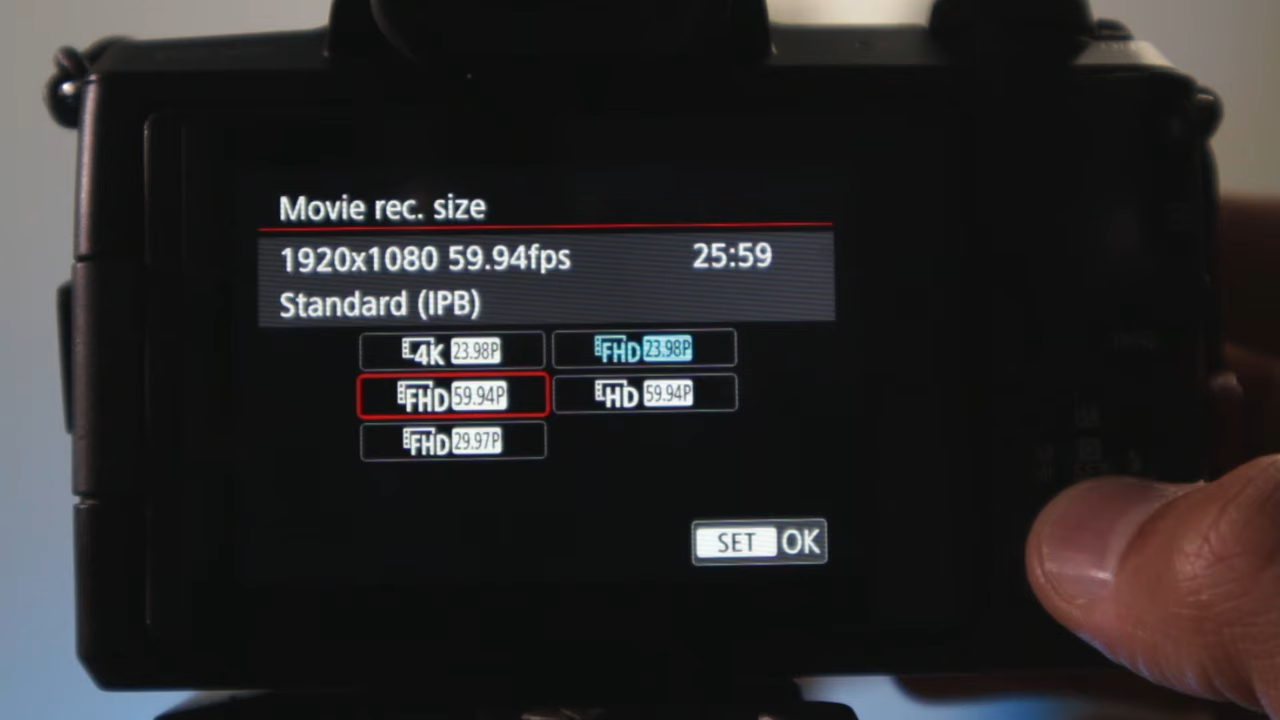 Movie rec. size
1920x1080 59.94fps 25:59
Standard (IPB)
4K 23.98P FHD 23.98P
FHD 59.94P HD 59.94P
FHD 29.97P
SET OK